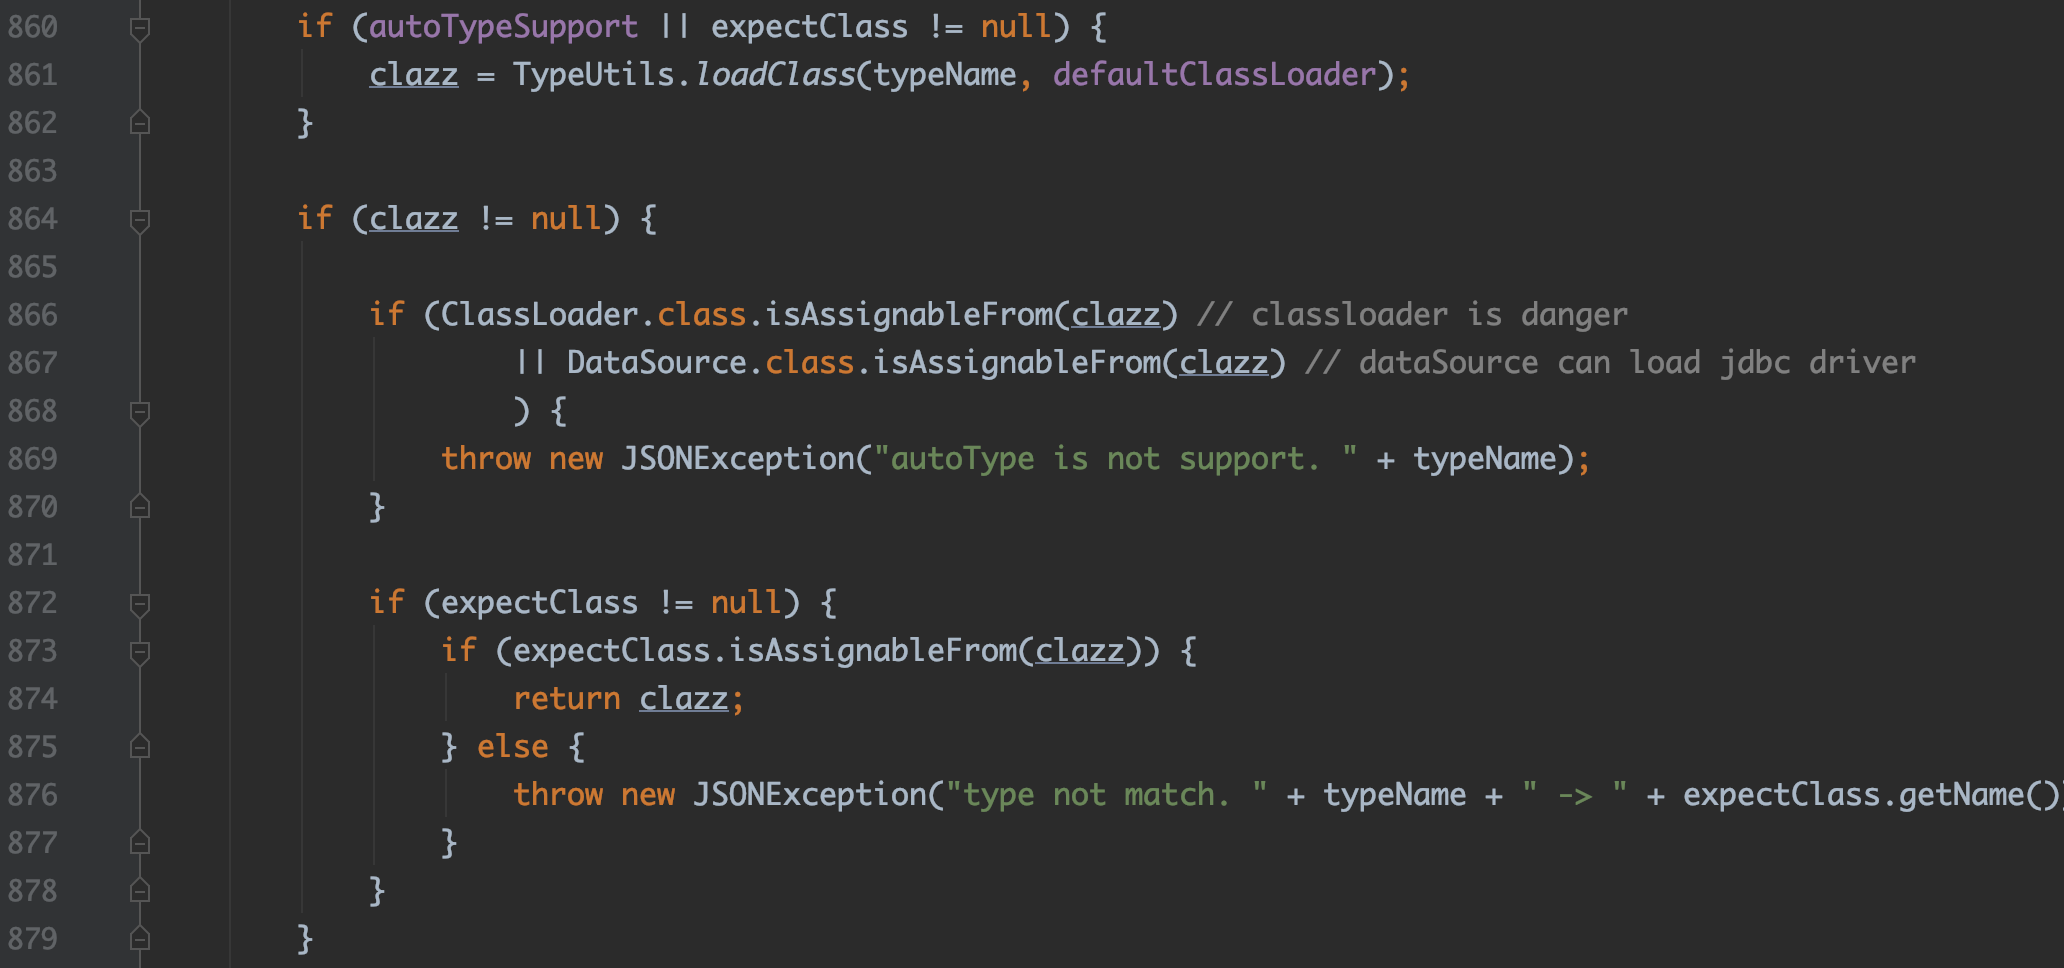 860 if (autoTypeSupport || expectClass != null) {
861 clazz = TypeUtils.loadClass(typeName, defaultClassLoader);
862 }
863
864 if (clazz != null) {
865
866 if (ClassLoader.class.isAssignableFrom(clazz) // classloader is danger
867 || DataSource.class.isAssignableFrom(clazz) // dataSource can load jdbc driver
868 ) {
869 throw new JSONException("autoType is not support. " + typeName);
870 }
871
872 if (expectClass != null) {
873 if (expectClass.isAssignableFrom(clazz)) {
874 return clazz;
875 } else {
876 throw new JSONException("type not match. " + typeName + " -> " + expectClass.getName()
877 }
878 }
879 }